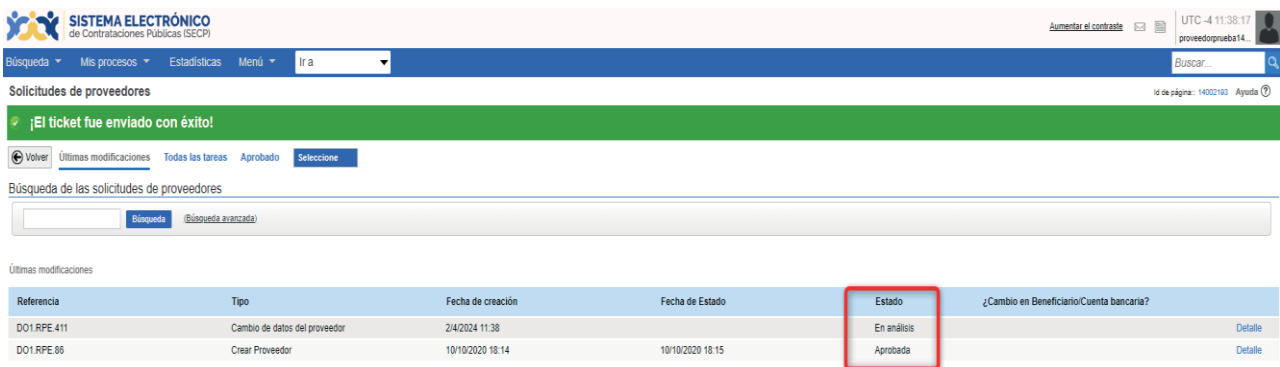 SISTEMA ELECTRÓNICO
de Contrataciones Públicas (SECP)
Aumentar el contraste
UTC -4 11:38:17
proveedorprueba14...
Búsqueda Mis procesos Estadísticas Menú Ir a Buscar...
Solicitudes de proveedores Id de página:: 14002193 Ayuda ?
¡El ticket fue enviado con éxito!
Volver Últimas modificaciones Todas las tareas Aprobado Seleccione
Búsqueda de las solicitudes de proveedores
Búsqueda (Búsqueda avanzada)
Últimas modificaciones
Referencia Tipo Fecha de creación Fecha de Estado Estado ¿Cambio en Beneficiario/Cuenta bancaria?
DO1.RPE.411 Cambio de datos del proveedor 2/4/2024 11:38 En análisis Detalle
DO1.RPE.86 Crear Proveedor 10/10/2020 18:14 10/10/2020 18:15 Aprobada Detalle